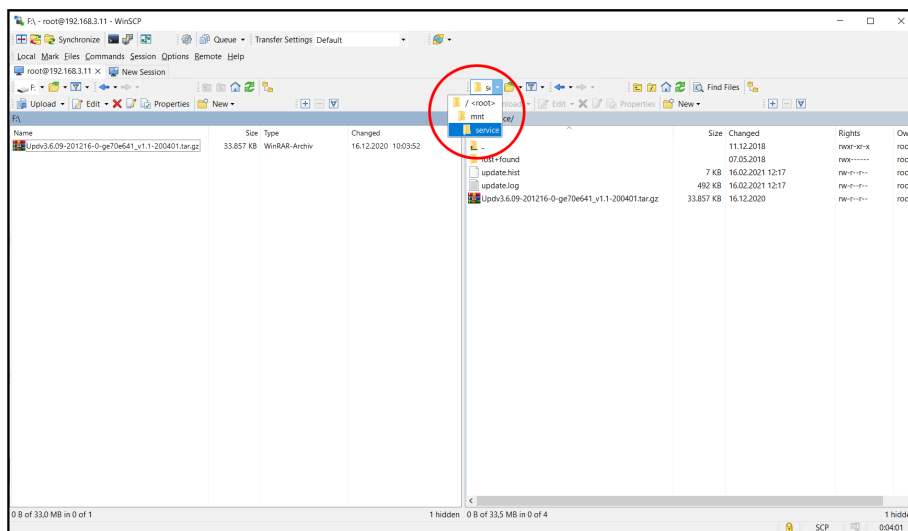 F:\ - root@192.168.3.11 - WinSCP
Synchronize Queue Transfer Settings Default
Local Mark Files Commands Session Options Remote Help
root@192.168.3.11 × New Session
F: Find Files
Upload Edit Properties New Edit Properties New
/ <root>
mnt
service
F:\
Name Size Type Changed Size Changed Rights
Updv3.6.09-201216-0-ge70e641_v1.1-200401.tar.gz 33.857 KB WinRAR-Archiv 16.12.2020 10:03:52
.. 11.12.2018 rwxr-xr-x
lost+found 07.05.2018 rwx------
update.hist 7 KB 16.02.2021 12:17 rw-r--r--
update.log 492 KB 16.02.2021 12:17 rw-r--r--
Updv3.6.09-201216-0-ge70e641_v1.1-200401.tar.gz 33.857 KB 16.12.2020 rw-r--r--
0 B of 33,0 MB in 0 of 1 1 hidden 0 B of 33,5 MB in 0 of 4
SCP 0:04:01